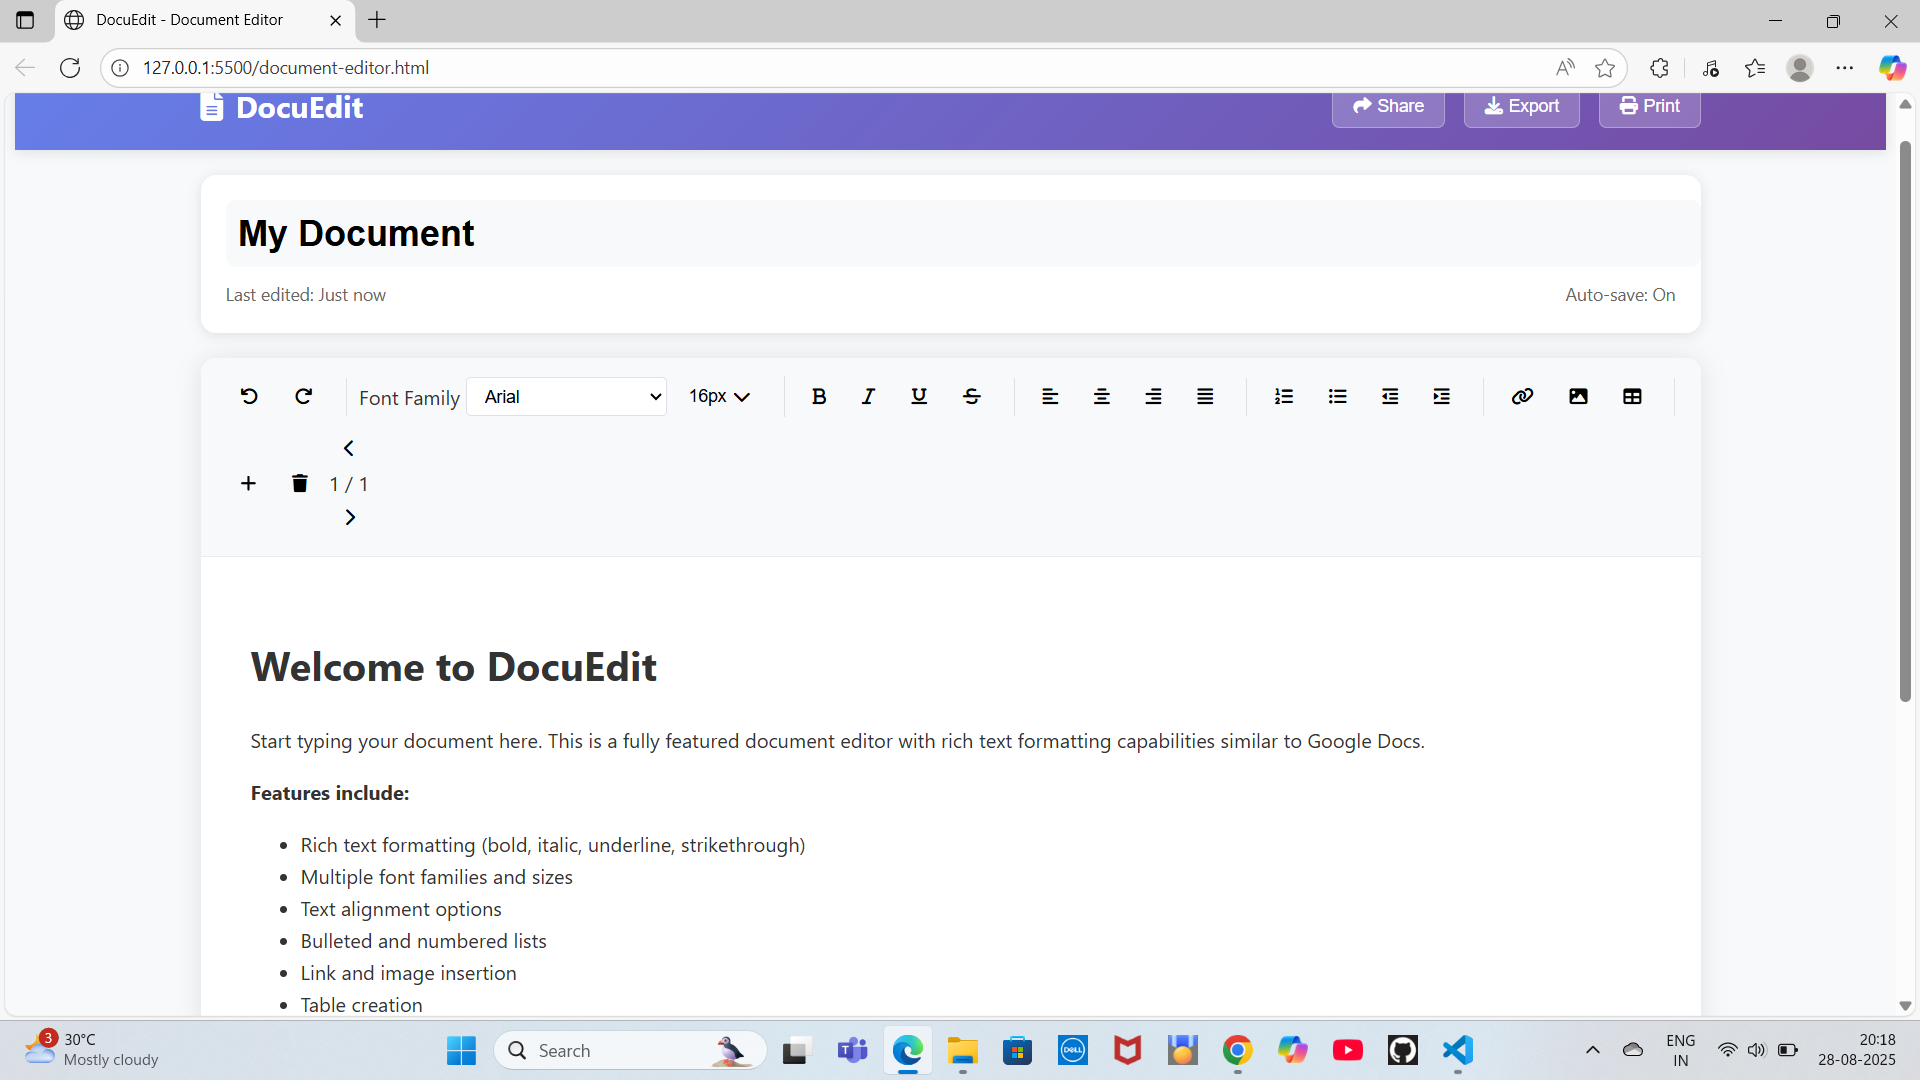 DocuEdit - Document Editor
127.0.0.1:5500/document-editor.html
DocuEdit
Share
Export
Print
My Document
Last edited: Just now
Auto-save: On
Font Family
Arial
16px
B I U S
1 / 1
Welcome to DocuEdit
Start typing your document here. This is a fully featured document editor with rich text formatting capabilities similar to Google Docs.
Features include:
• Rich text formatting (bold, italic, underline, strikethrough)
• Multiple font families and sizes
• Text alignment options
• Bulleted and numbered lists
• Link and image insertion
• Table creation
3
30°C
Mostly cloudy
Search
DELL
ENG
IN
20:18
28-08-2025